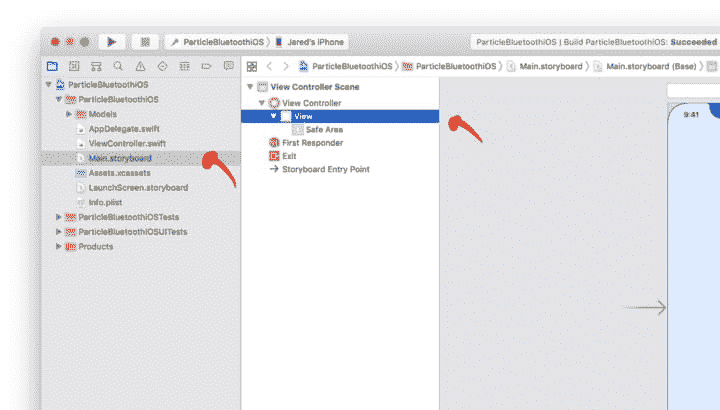 ParticleBluetoothiOS
Jared's iPhone
ParticleBluetoothiOS | Build ParticleBluetoothiOS: Succeeded
ParticleBluetoothiOS
ParticleBluetoothiOS
Main.storyboard
Main.storyboard (Base)
ParticleBluetoothiOS
ParticleBluetoothiOS
Models
AppDelegate.swift
ViewController.swift
Main.storyboard
Assets.xcassets
LaunchScreen.storyboard
Info.plist
ParticleBluetoothiOSTests
ParticleBluetoothiOSUITests
Products
View Controller Scene
View Controller
View
Safe Area
First Responder
Exit
Storyboard Entry Point
9:41